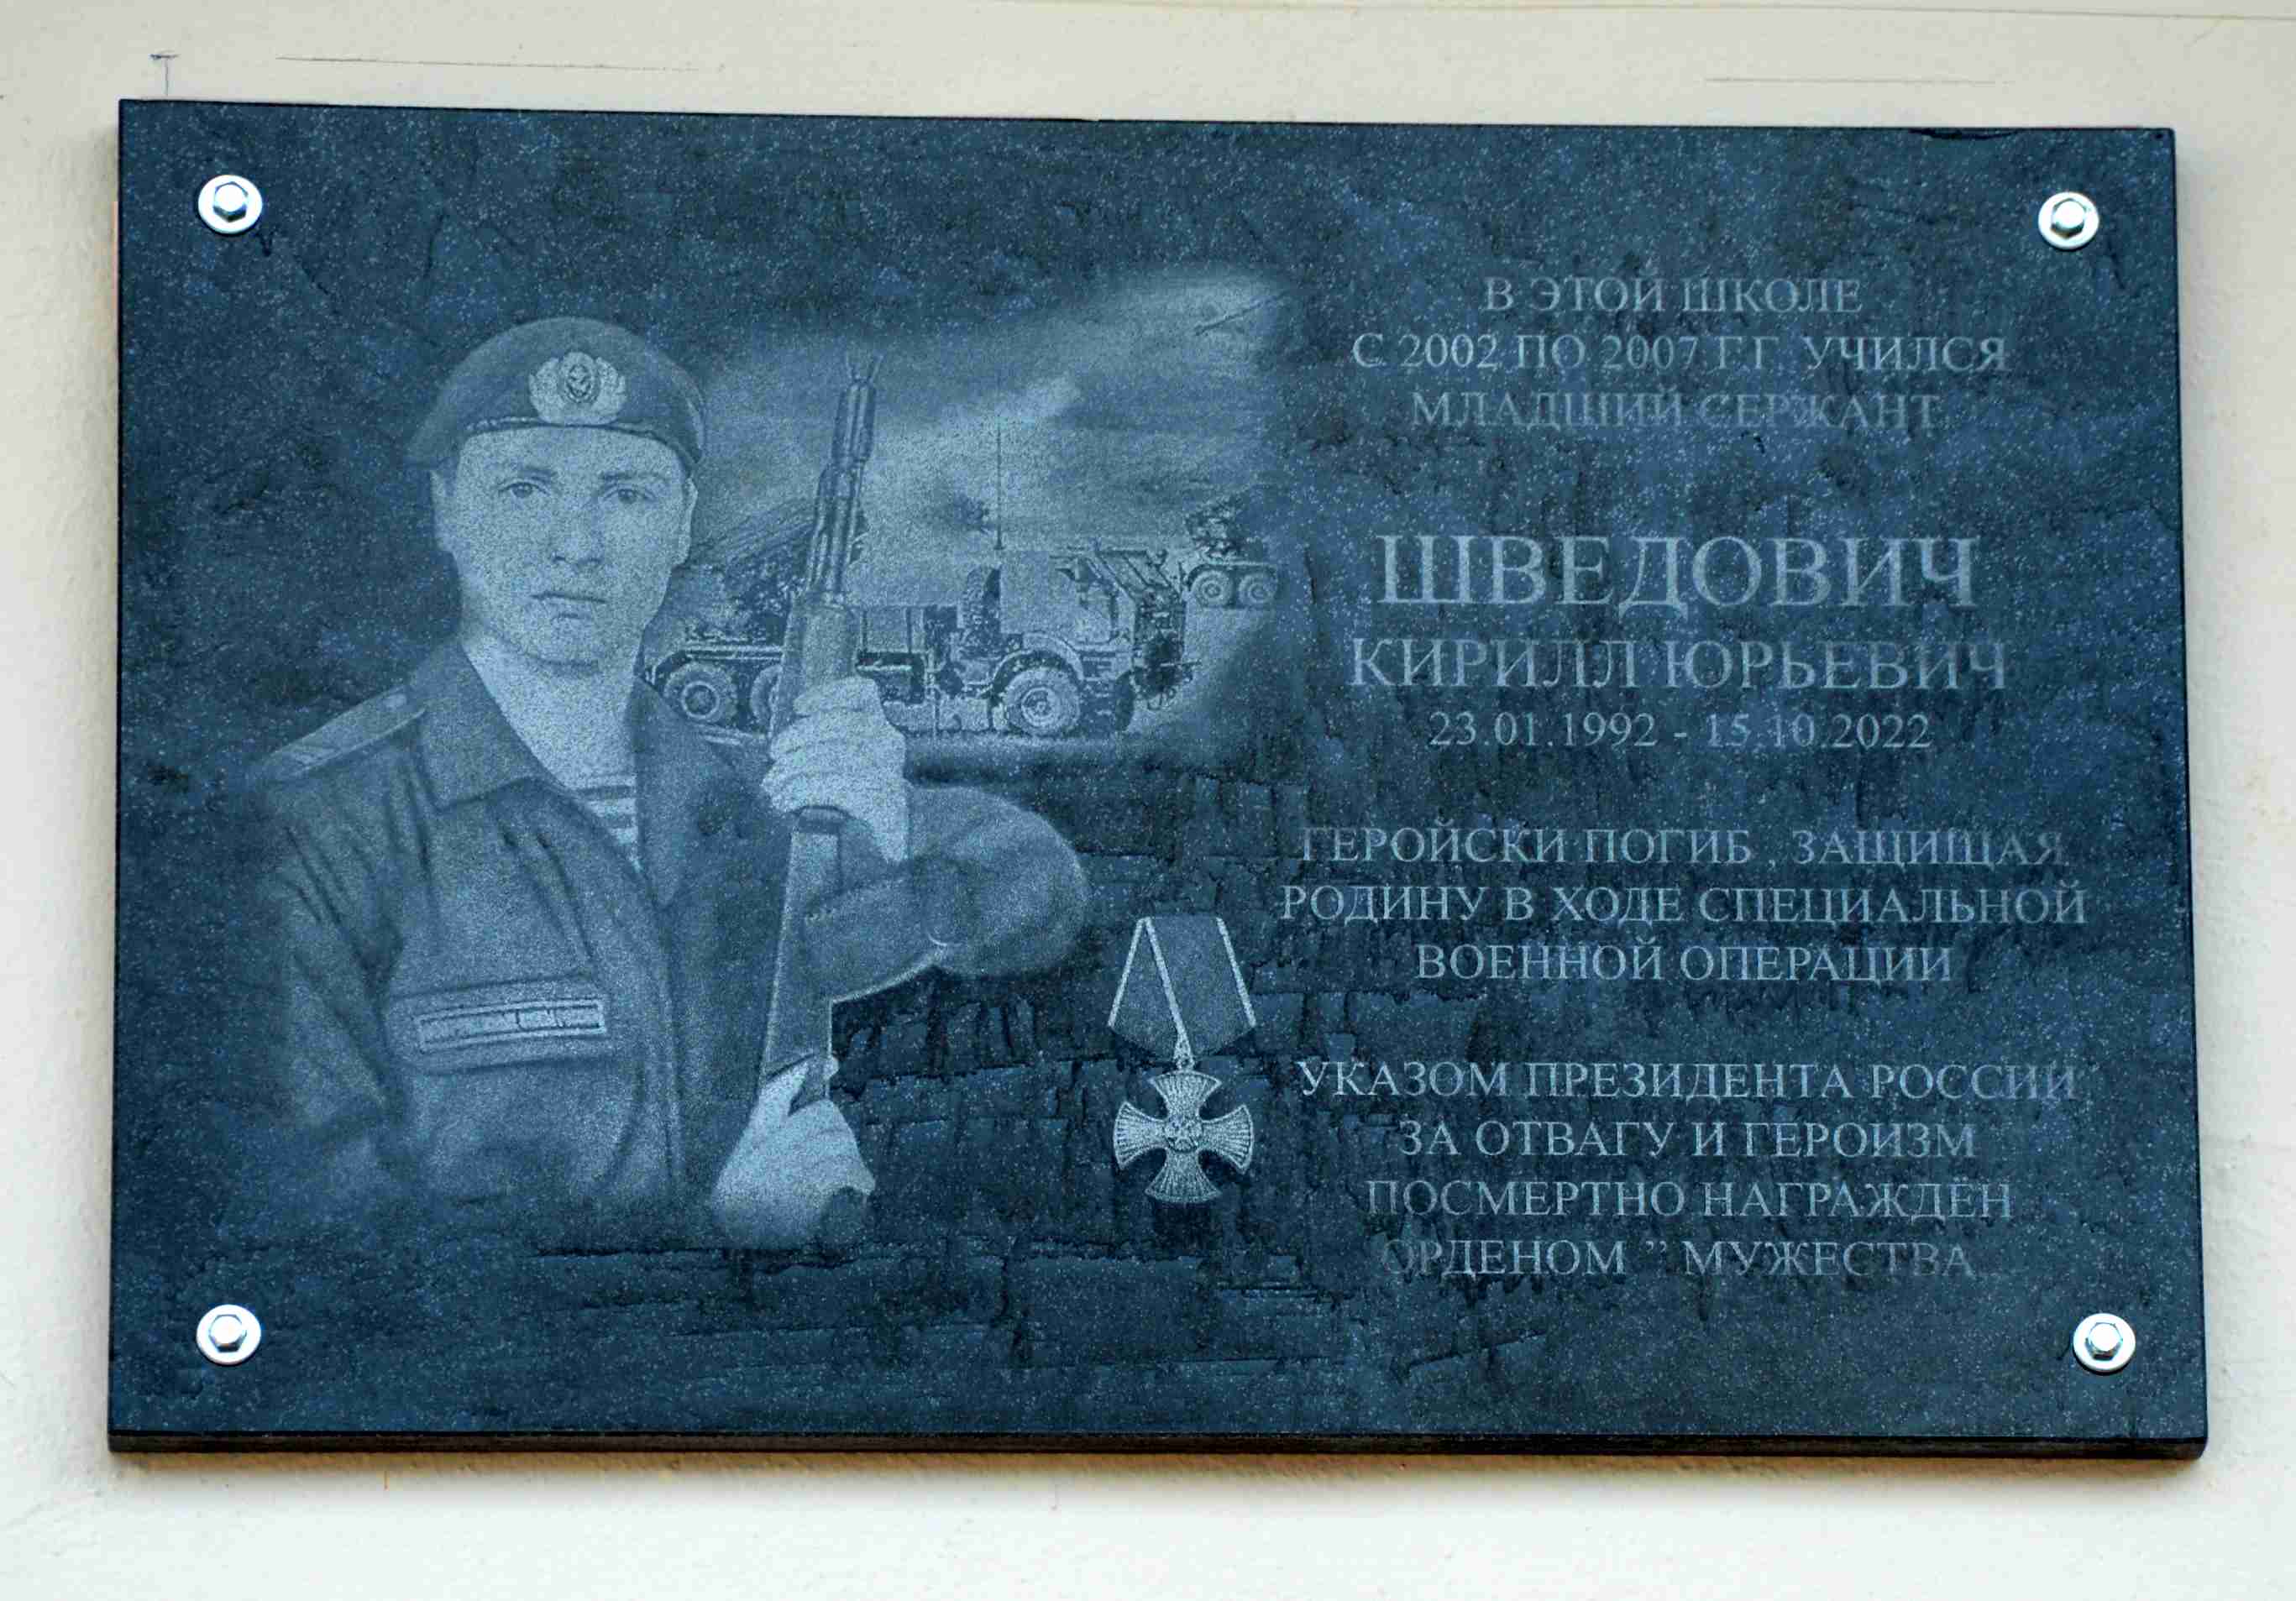 В ЭТОЙ ШКОЛЕ
С 2002 ПО 2007 Г.Г. УЧИЛСЯ
МЛАДШИЙ СЕРЖАНТ
ШВЕДОВИЧ
КИРИЛЛ ЮРЬЕВИЧ
23.01.1992 - 15.10.2022
ГЕРОЙСКИ ПОГИБ , ЗАЩИЩАЯ
РОДИНУ В ХОДЕ СПЕЦИАЛЬНОЙ
ВОЕННОЙ ОПЕРАЦИИ
УКАЗОМ ПРЕЗИДЕНТА РОССИИ
ЗА ОТВАГУ И ГЕРОИЗМ
ПОСМЕРТНО НАГРАЖДЁН
ОРДЕНОМ ” МУЖЕСТВА„